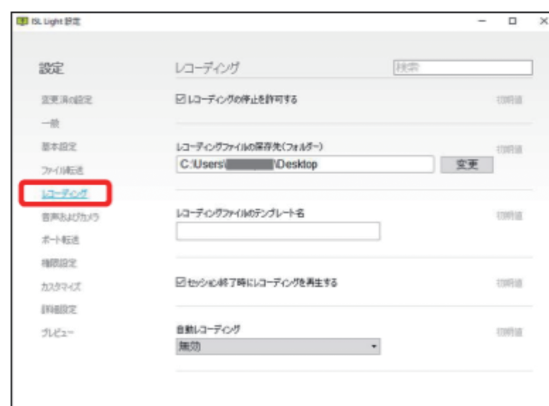 ISL Light 設定
設定
変更済の設定
一般
基本設定
ファイル転送
レコーディング
音声およびカメラ
ポート転送
権限設定
カスタマイズ
詳細設定
プレビュー
レコーディング
検索
レコーディングの停止を許可する
初期値
レコーディングファイルの保存先(フォルダー)
初期値
C:\Users\ \Desktop
変更
レコーディングファイルのテンプレート名
初期値
セッション終了時にレコーディングを再生する
初期値
自動レコーディング
初期値
無効